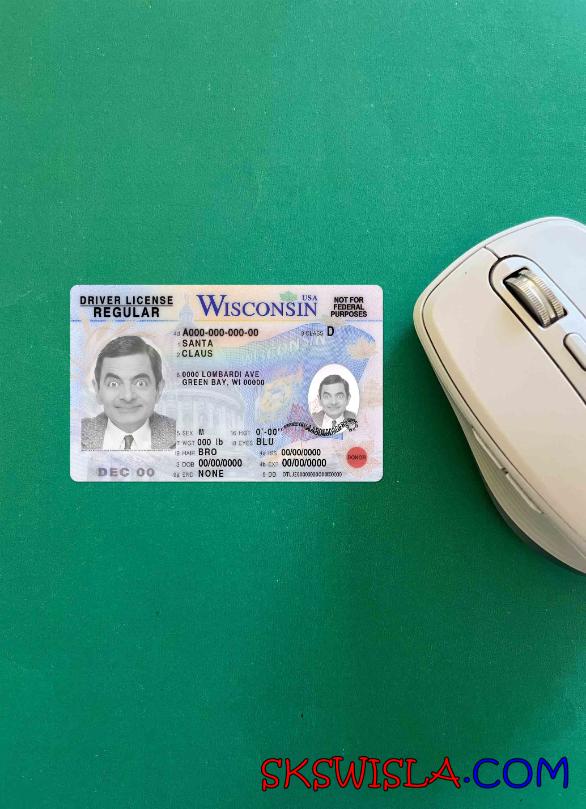 DRIVER LICENSE
REGULAR
WISCONSIN USA
NOT FOR
FEDERAL
PURPOSES
4d A000-000-000-00
9 CLASS D
1 SANTA
2 CLAUS
8 0000 LOMBARDI AVE
GREEN BAY, WI 00000
5 SEX M
16 HGT 0'-00"
7 WGT 000 lb
18 EYES BLU
19 HAIR BRO
4a ISS 00/00/0000
3 DOB 00/00/0000
4b EXP 00/00/0000
DONOR
DEC 00
9a END NONE
5 DD
SKSWISLA.COM